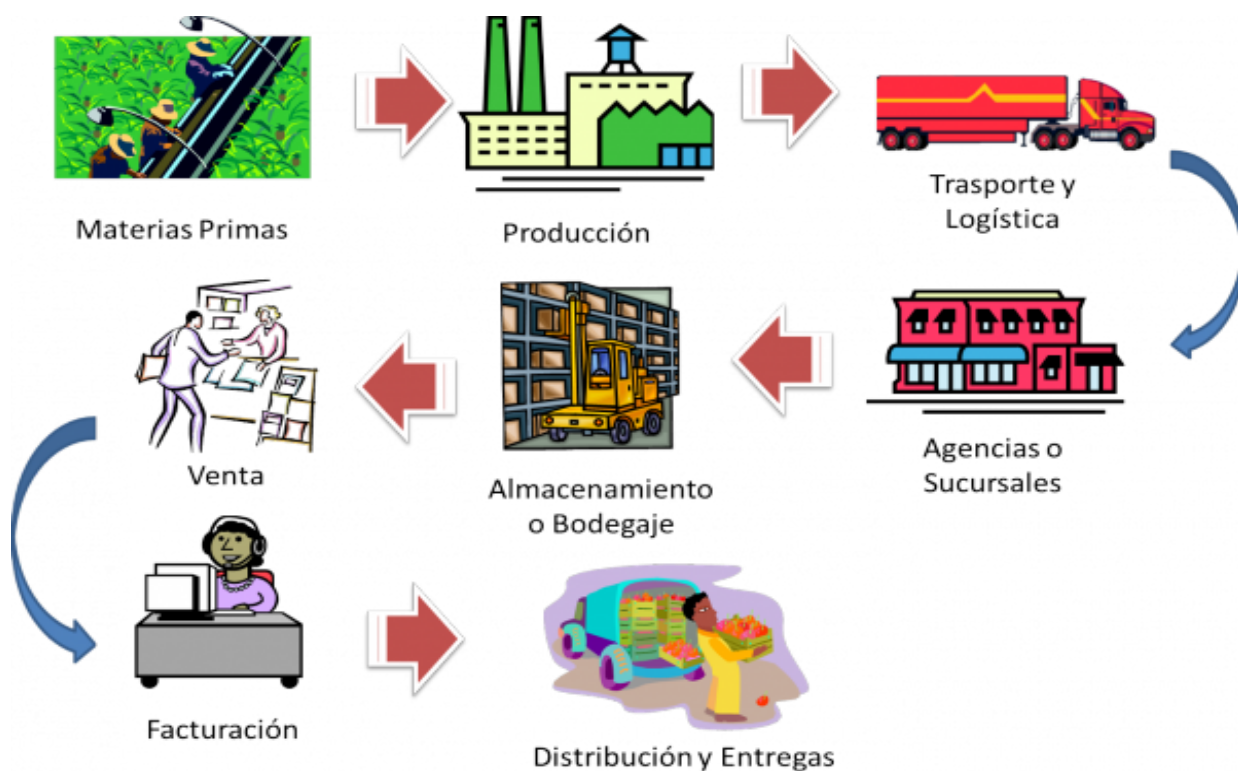 Materias Primas
Producción
Trasporte y
Logística
Agencias o
Sucursales
Almacenamiento
o Bodegaje
Venta
Facturación
Distribución y Entregas